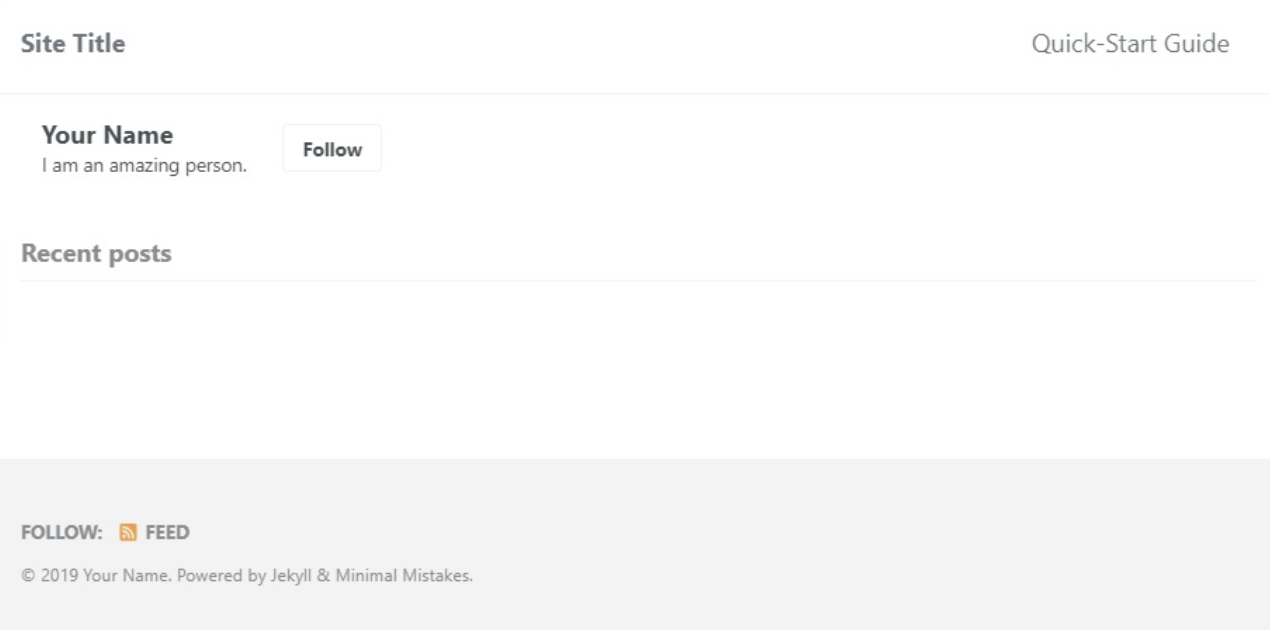 Site Title
Quick-Start Guide
Your Name
I am an amazing person.
Follow
Recent posts
FOLLOW: FEED
© 2019 Your Name. Powered by Jekyll & Minimal Mistakes.